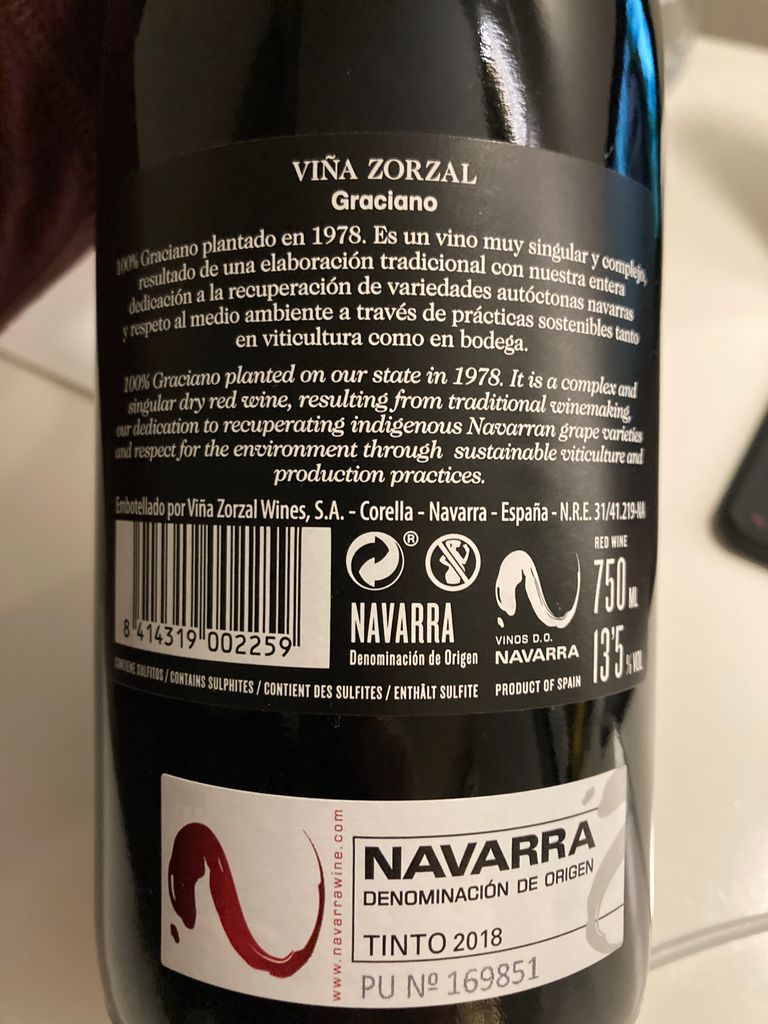 VIÑA ZORZAL
Graciano
100% Graciano plantado en 1978. Es un vino muy singular y complejo,
resultado de una elaboración tradicional con nuestra entera
dedicación a la recuperación de variedades autóctonas navarras
y respeto al medio ambiente a través de prácticas sostenibles tanto
en viticultura como en bodega.
100% Graciano planted on our state in 1978. It is a complex and
singular dry red wine, resulting from traditional winemaking,
our dedication to recuperating indigenous Navarran grape varieties
and respect for the environment through sustainable viticulture and
production practices.
Embotellado por Viña Zorzal Wines, S.A. - Corella - Navarra - España - N.R.E. 31/41.219-NA
8 414319 002259
®
NAVARRA
Denominación de Origen
VINOS D.O.
NAVARRA
PRODUCT OF SPAIN
RED WINE
750 ML
13'5 % VOL
CONTIENE SULFITOS / CONTAINS SULPHITES / CONTIENT DES SULFITES / ENTHÄLT SULFITE
www.navarrawine.com
NAVARRA
DENOMINACIÓN DE ORIGEN
TINTO 2018
PU Nº 169851